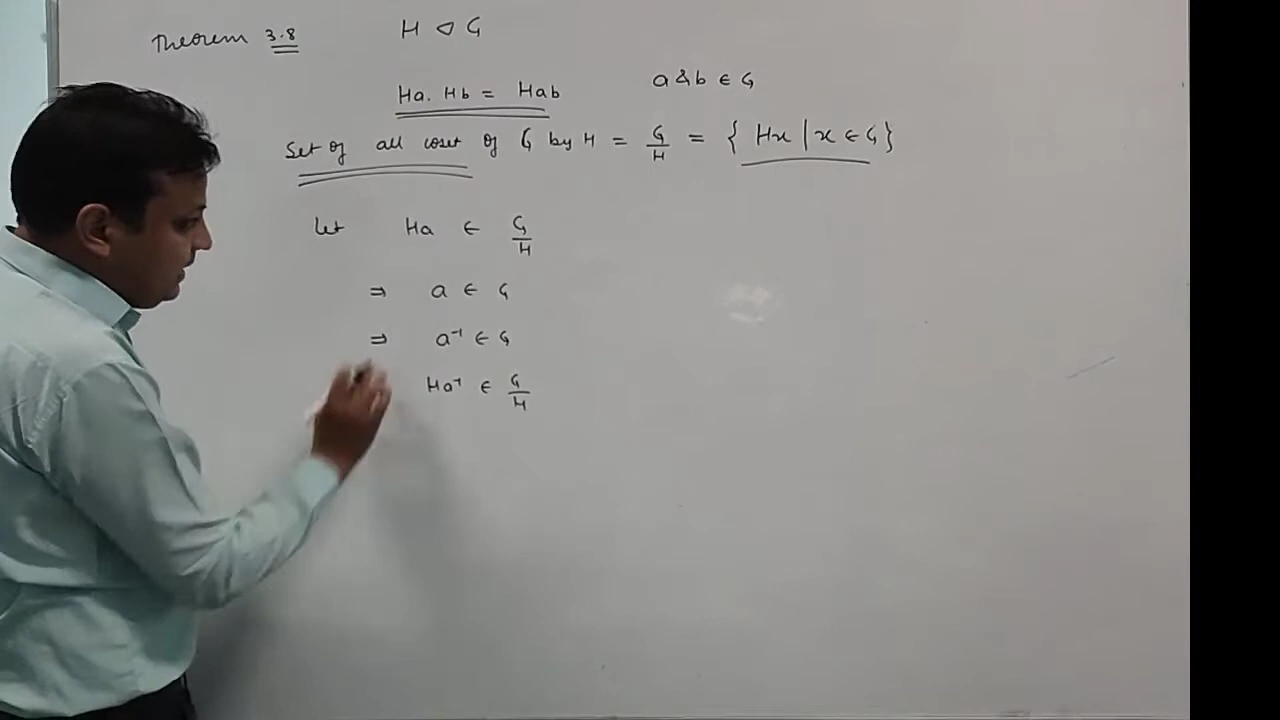 Theorem 3.8 H ◁ G
Ha. Hb = Hab a & b ∈ G
Set of all coset of G by H = G/H = { Hx | x ∈ G }
Let Ha ∈ G/H
⇒ a ∈ G
⇒ a⁻¹ ∈ G
Ha⁻¹ ∈ G/H